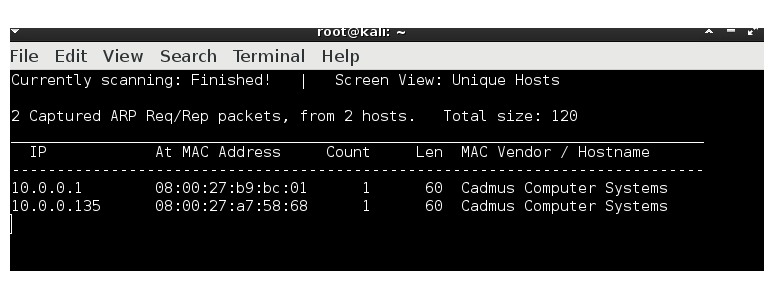 root@kali: ~
File Edit View Search Terminal Help
Currently scanning: Finished! | Screen View: Unique Hosts
2 Captured ARP Req/Rep packets, from 2 hosts. Total size: 120
IP At MAC Address Count Len MAC Vendor / Hostname
-----------------------------------------------------------------------------
10.0.0.1 08:00:27:b9:bc:01 1 60 Cadmus Computer Systems
10.0.0.135 08:00:27:a7:58:68 1 60 Cadmus Computer Systems